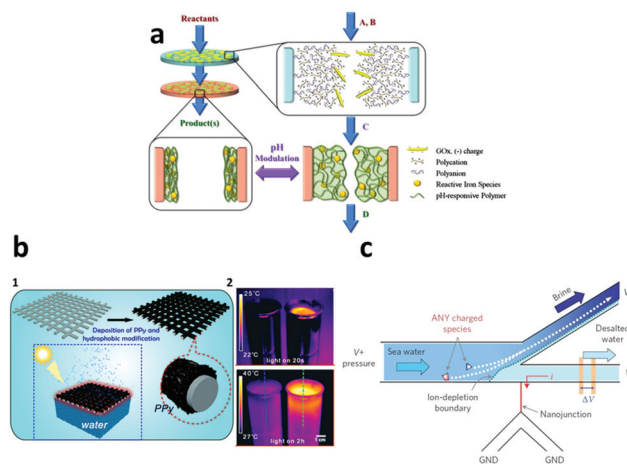 a
Reactants
A, B
C
Product(s)
pH
Modulation
GOx, (-) charge
Polycation
Polyanion
Reactive Iron Species
pH-responsive Polymer
D
b
1
Deposition of PPy and
hydrophobic modification
PPy
water
2
25°C
22°C
light on 20s
40°C
27°C
light on 2h
1 cm
c
Brine
ANY charged
species
Desalted
water
V+
pressure
Sea water
i
Ion-depletion
boundary
ΔV
Nanojunction
GND
GND